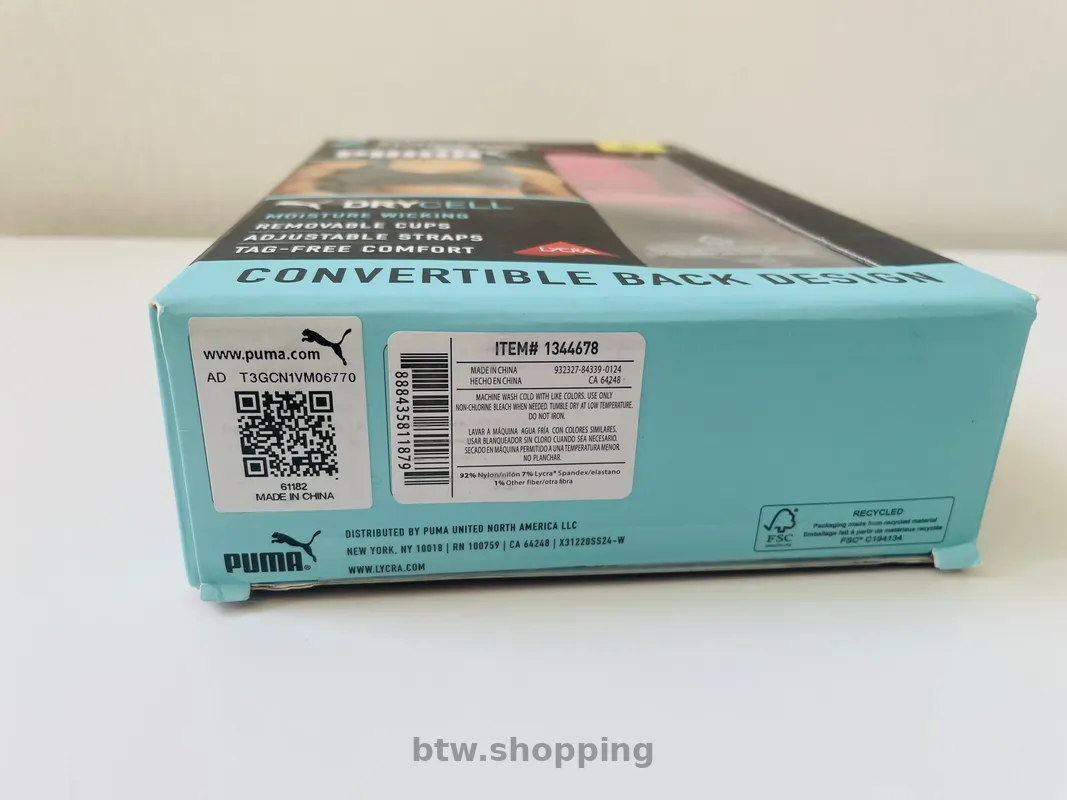 DRYCELL
MOISTURE WICKING
REMOVABLE CUPS
ADJUSTABLE STRAPS
TAG-FREE COMFORT
LYCRA
CONVERTIBLE BACK DESIGN
www.puma.com
AD T3GCN1VM06770
61182
MADE IN CHINA
888435811879
ITEM# 1344678
MADE IN CHINA 932327-84339-0124
HECHO EN CHINA CA 64248
MACHINE WASH COLD WITH LIKE COLORS. USE ONLY
NON-CHLORINE BLEACH WHEN NEEDED. TUMBLE DRY AT LOW TEMPERATURE.
DO NOT IRON.
LAVAR A MÁQUINA AGUA FRÍA CON COLORES SIMILARES.
USAR BLANQUEADOR SIN CLORO CUANDO SEA NECESARIO.
SECADO EN MÁQUINA PERMITIDO A UNA TEMPERATURA MENOR.
NO PLANCHAR.
92% Nylon/nilón 7% Lycra® Spandex/elastano
1% Other fiber/otra fibra
PUMA®
DISTRIBUTED BY PUMA UNITED NORTH AMERICA LLC
NEW YORK, NY 10018 | RN 100759 | CA 64248 | X31220SS24-W
WWW.LYCRA.COM
FSC
RECYCLED
Packaging made from recycled material
Emballage fait à partir de matériaux recyclés
FSC® C194134
btw.shopping